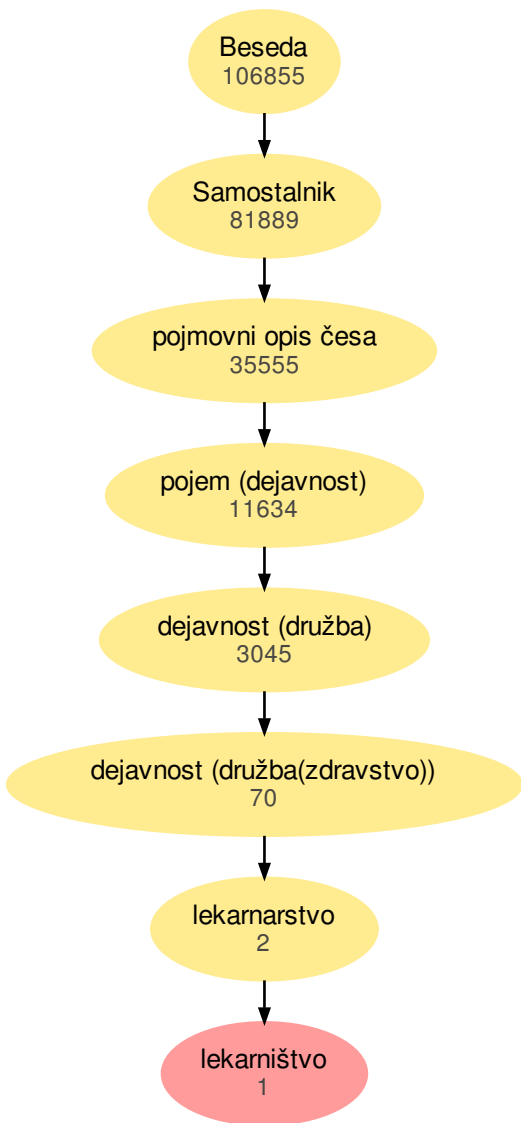 Beseda
106855
Samostalnik
81889
pojmovni opis česa
35555
pojem (dejavnost)
11634
dejavnost (družba)
3045
dejavnost (družba(zdravstvo))
70
lekarnarstvo
2
lekarništvo
1